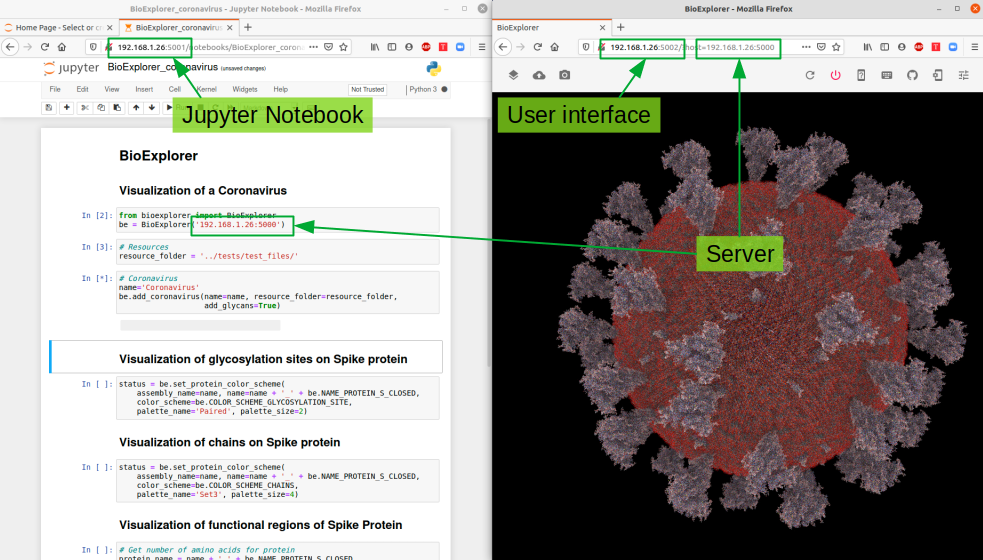 BioExplorer_coronavirus - Jupyter Notebook - Mozilla Firefox
Home Page - Select or c
BioExplorer_coronavirus
192.168.1.26:5001/notebooks/BioExplorer_coron
ABP
T
jupyter BioExplorer_coronavirus (unsaved changes)
File Edit View Insert Cell Kernel Widgets Help
Not Trusted
Python 3
Jupyter Notebook
BioExplorer
Visualization of a Coronavirus
In [2]: from bioexplorer import BioExplorer
be = BioExplorer('192.168.1.26:5000')
In [3]: # Resources
resource_folder = '../tests/test_files/'
In [*]: # Coronavirus
name='Coronavirus'
be.add_coronavirus(name=name, resource_folder=resource_folder,
add_glycans=True)
Visualization of glycosylation sites on Spike protein
In [ ]: status = be.set_protein_color_scheme(
assembly_name=name, name=name + '_' + be.NAME_PROTEIN_S_CLOSED,
color_scheme=be.COLOR_SCHEME_GLYCOSYLATION_SITE,
palette_name='Paired', palette_size=2)
Visualization of chains on Spike protein
In [ ]: status = be.set_protein_color_scheme(
assembly_name=name, name=name + '_' + be.NAME_PROTEIN_S_CLOSED,
color_scheme=be.COLOR_SCHEME_CHAINS,
palette_name='Set3', palette_size=4)
Visualization of functional regions of Spike Protein
In [ ]: # Get number of amino acids for protein
protein_name = name + '_' + be.NAME_PROTEIN_S_CLOSED
BioExplorer - Mozilla Firefox
BioExplorer
192.168.1.26:5002/?host=192.168.1.26:5000
ABP
T
User interface
Server